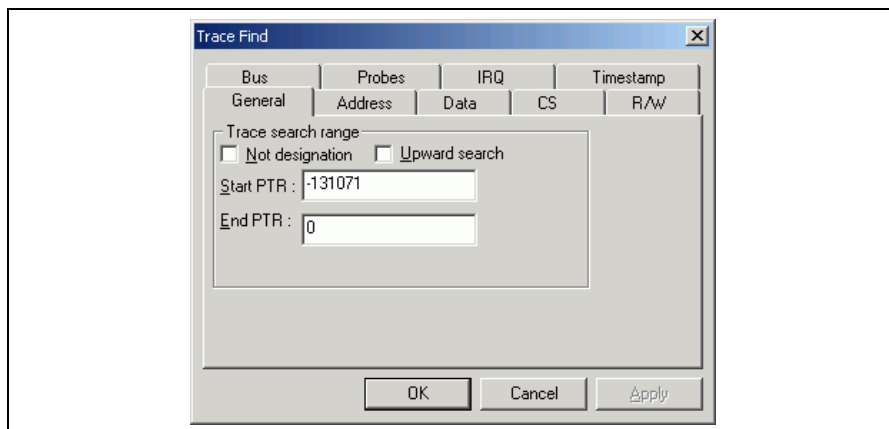 Trace Find
Bus Probes IRQ Timestamp
General Address Data CS R/W
Trace search range
Not designation Upward search
Start PTR : -131071
End PTR : 0
OK Cancel Apply